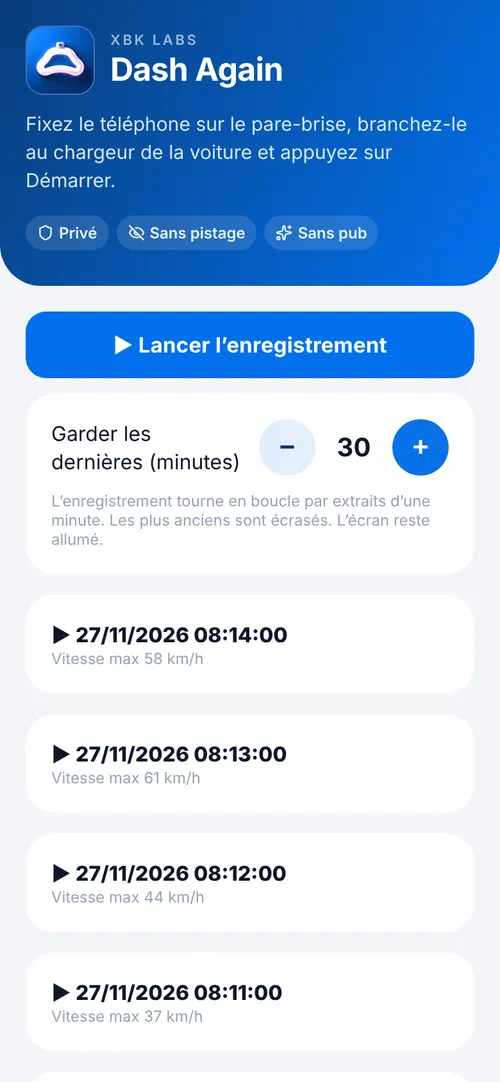 XBK LABS
Dash Again
Fixez le téléphone sur le pare-brise, branchez-le
au chargeur de la voiture et appuyez sur
Démarrer.
Privé
Sans pistage
Sans pub
▶ Lancer l’enregistrement
Garder les
dernières (minutes)
− 30 +
L’enregistrement tourne en boucle par extraits d’une
minute. Les plus anciens sont écrasés. L’écran reste
allumé.
▶ 27/11/2026 08:14:00
Vitesse max 58 km/h
▶ 27/11/2026 08:13:00
Vitesse max 61 km/h
▶ 27/11/2026 08:12:00
Vitesse max 44 km/h
▶ 27/11/2026 08:11:00
Vitesse max 37 km/h